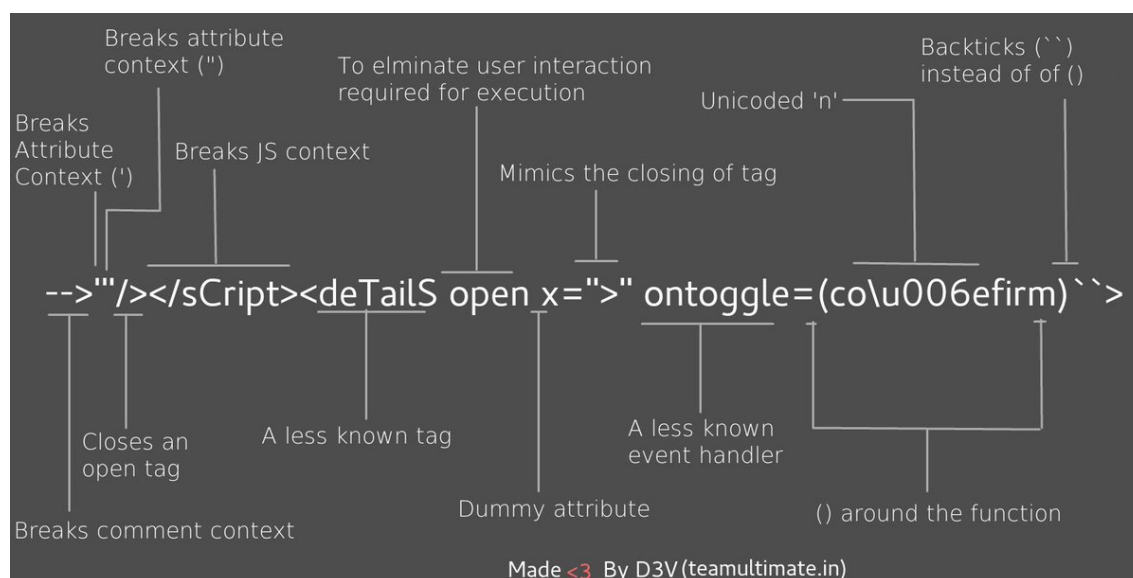 Breaks attribute
context (")
To elminate user interaction
required for execution
Backticks (``)
instead of of ()
Unicoded 'n'
Breaks
Attribute
Context (')
Breaks JS context
Mimics the closing of tag
-->'"/></sCript><deTailS open x=">" ontoggle=(co\u006efirm)``>
Closes an
open tag
A less known tag
A less known
event handler
Dummy attribute
() around the function
Breaks comment context
Made <3 By D3V (teamultimate.in)